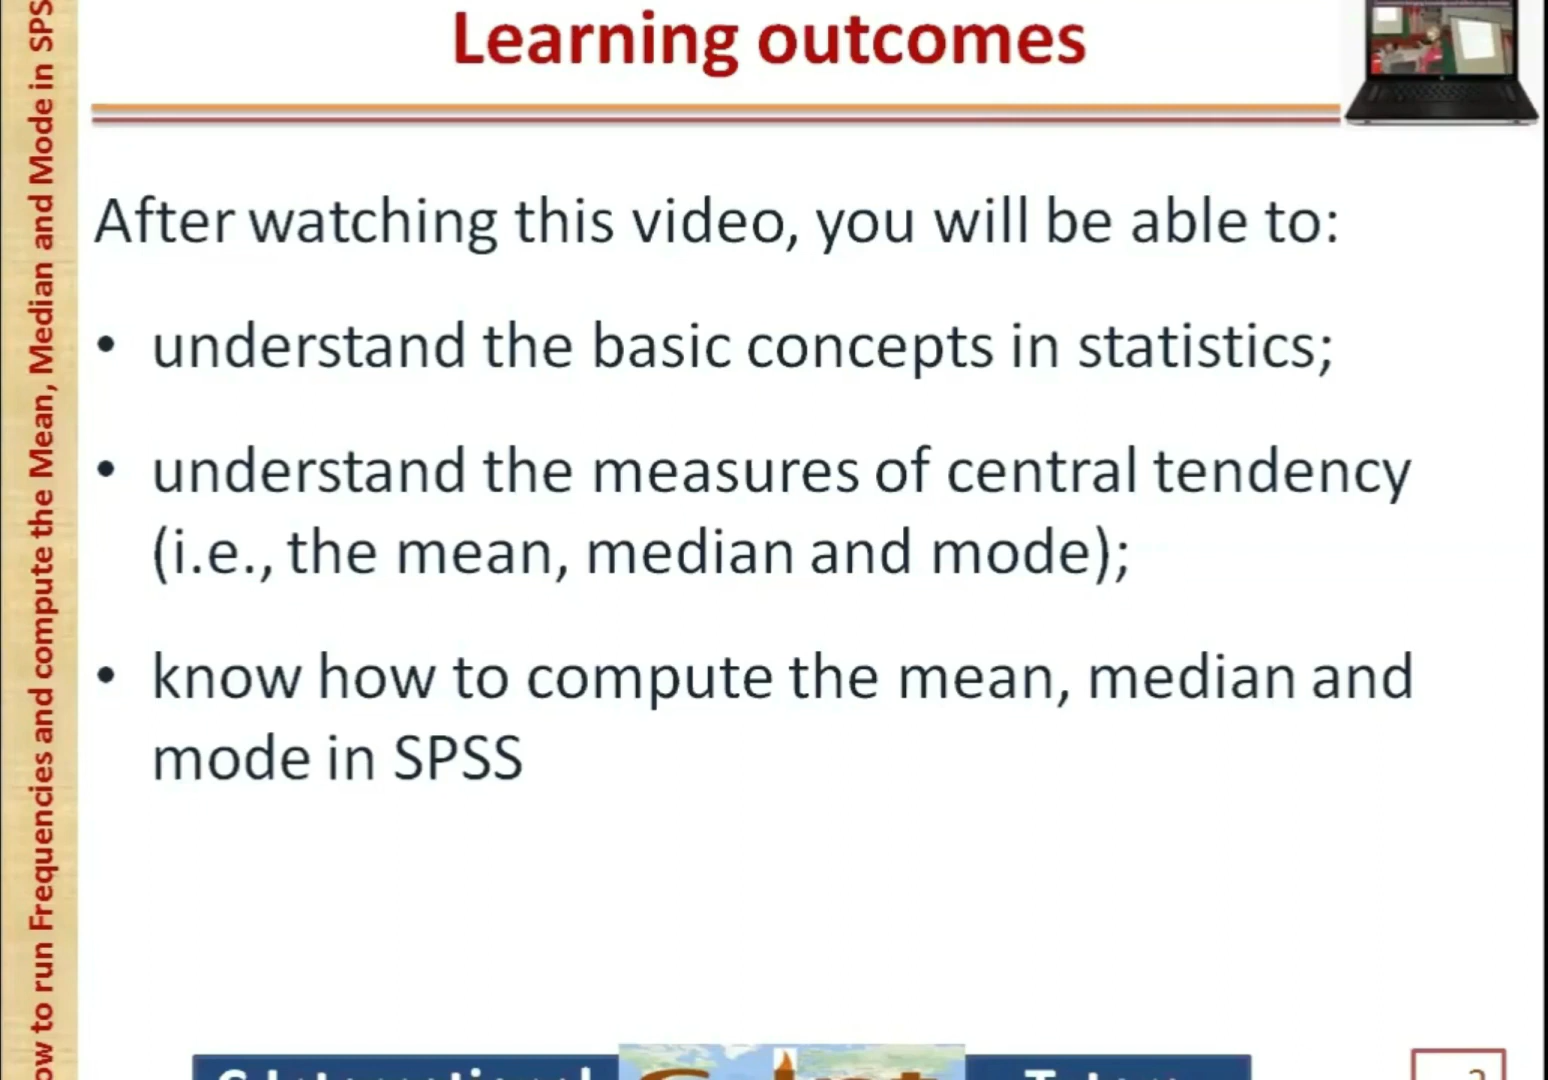 Learning outcomes
After watching this video, you will be able to:
• understand the basic concepts in statistics;
• understand the measures of central tendency
(i.e., the mean, median and mode);
• know how to compute the mean, median and
mode in SPSS
ow to run Frequencies and compute the Mean, Median and Mode in SPS